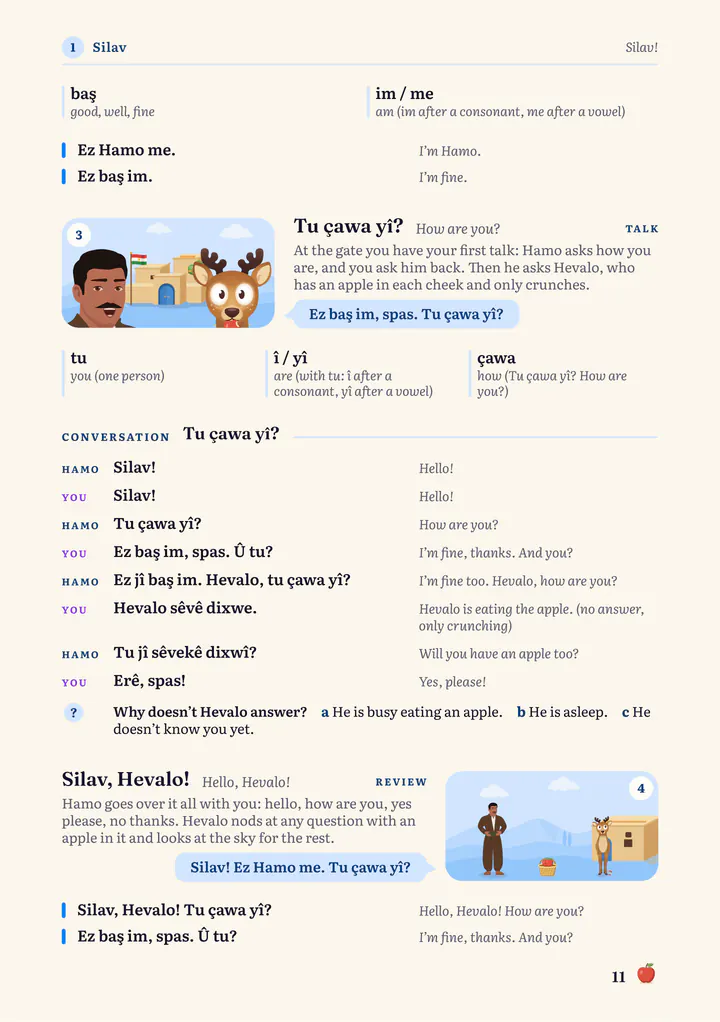 1 Silav
Silav!
baş
good, well, fine
im / me
am (im after a consonant, me after a vowel)
Ez Hamo me.
I’m Hamo.
Ez baş im.
I’m fine.
3
Tu çawa yî? How are you? TALK
At the gate you have your first talk: Hamo asks how you
are, and you ask him back. Then he asks Hevalo, who
has an apple in each cheek and only crunches.
Ez baş im, spas. Tu çawa yî?
tu
you (one person)
î / yî
are (with tu: î after a
consonant, yî after a vowel)
çawa
how (Tu çawa yî? How are
you?)
CONVERSATION Tu çawa yî?
HAMO Silav! Hello!
YOU Silav! Hello!
HAMO Tu çawa yî? How are you?
YOU Ez baş im, spas. Û tu? I’m fine, thanks. And you?
HAMO Ez jî baş im. Hevalo, tu çawa yî? I’m fine too. Hevalo, how are you?
YOU Hevalo sêvê dixwe. Hevalo is eating the apple. (no answer,
only crunching)
HAMO Tu jî sêvekê dixwî? Will you have an apple too?
YOU Erê, spas! Yes, please!
? Why doesn’t Hevalo answer? a He is busy eating an apple. b He is asleep. c He
doesn’t know you yet.
Silav, Hevalo! Hello, Hevalo! REVIEW
Hamo goes over it all with you: hello, how are you, yes
please, no thanks. Hevalo nods at any question with an
apple in it and looks at the sky for the rest.
Silav! Ez Hamo me. Tu çawa yî?
4
Silav, Hevalo! Tu çawa yî? Hello, Hevalo! How are you?
Ez baş im, spas. Û tu? I’m fine, thanks. And you?
11